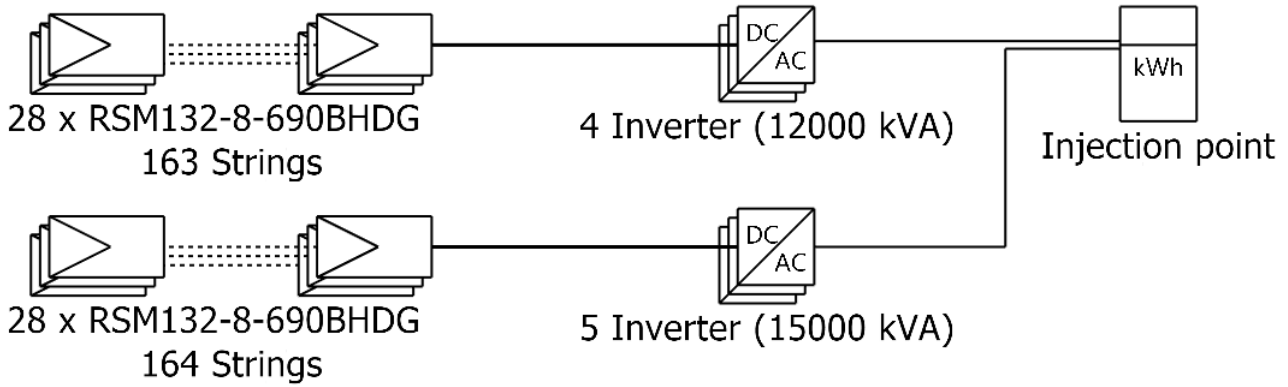 DC
AC
kWh
28 x RSM132-8-690BHDG
163 Strings
4 Inverter (12000 kVA)
Injection point
DC
AC
28 x RSM132-8-690BHDG
164 Strings
5 Inverter (15000 kVA)